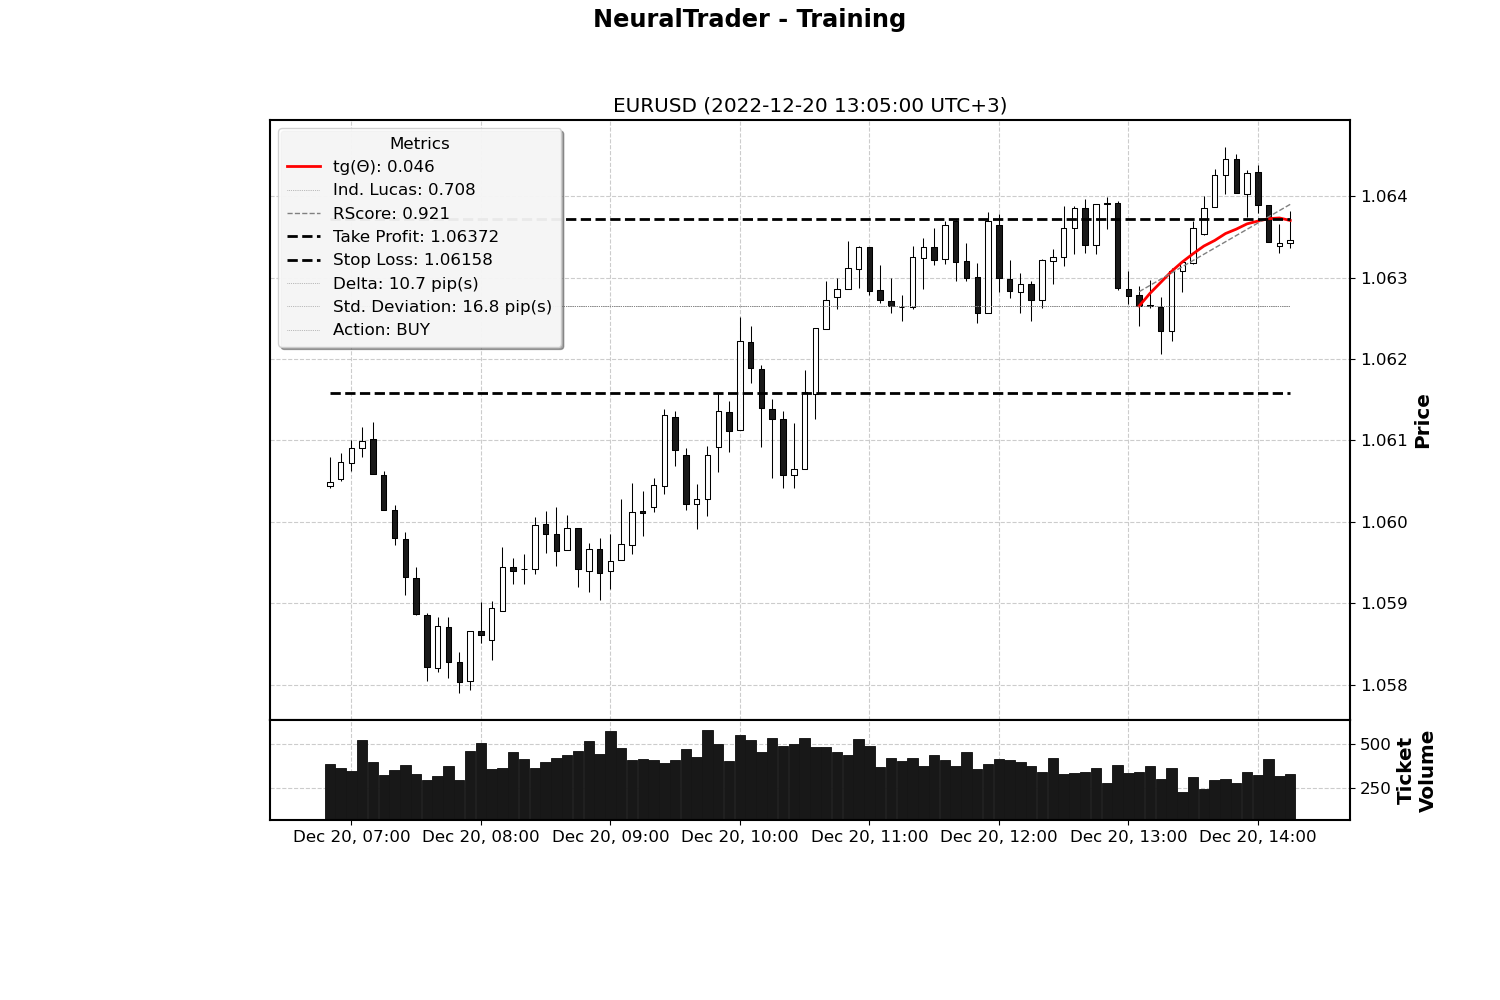 NeuralTrader - Training
EURUSD (2022-12-20 13:05:00 UTC+3)
Metrics
tg(Θ): 0.046
Ind. Lucas: 0.708
RScore: 0.921
Take Profit: 1.06372
Stop Loss: 1.06158
Delta: 10.7 pip(s)
Std. Deviation: 16.8 pip(s)
Action: BUY
1.064
1.063
1.062
1.061
1.060
1.059
1.058
Price
500
250
Ticket
Volume
Dec 20, 07:00 Dec 20, 08:00 Dec 20, 09:00 Dec 20, 10:00 Dec 20, 11:00 Dec 20, 12:00 Dec 20, 13:00 Dec 20, 14:00